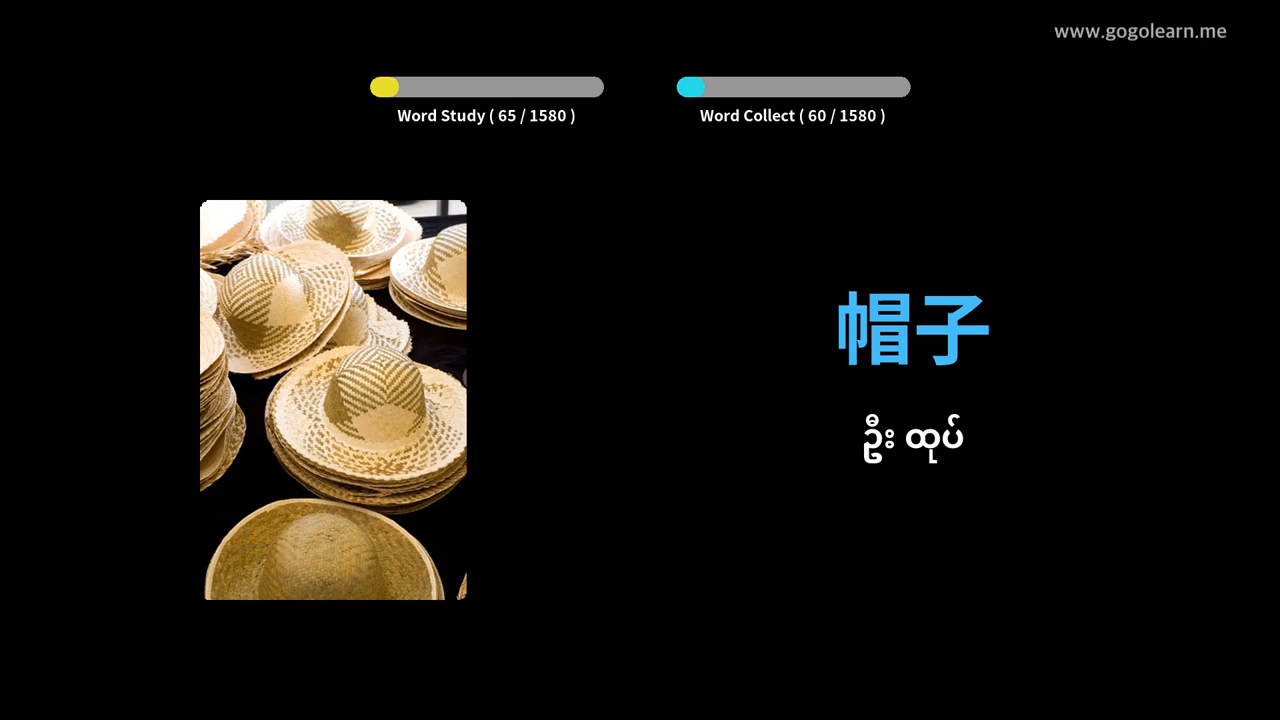 www.gogolearn.me
Word Study ( 65 / 1580 )
Word Collect ( 60 / 1580 )
帽子
ဦး ထုပ်